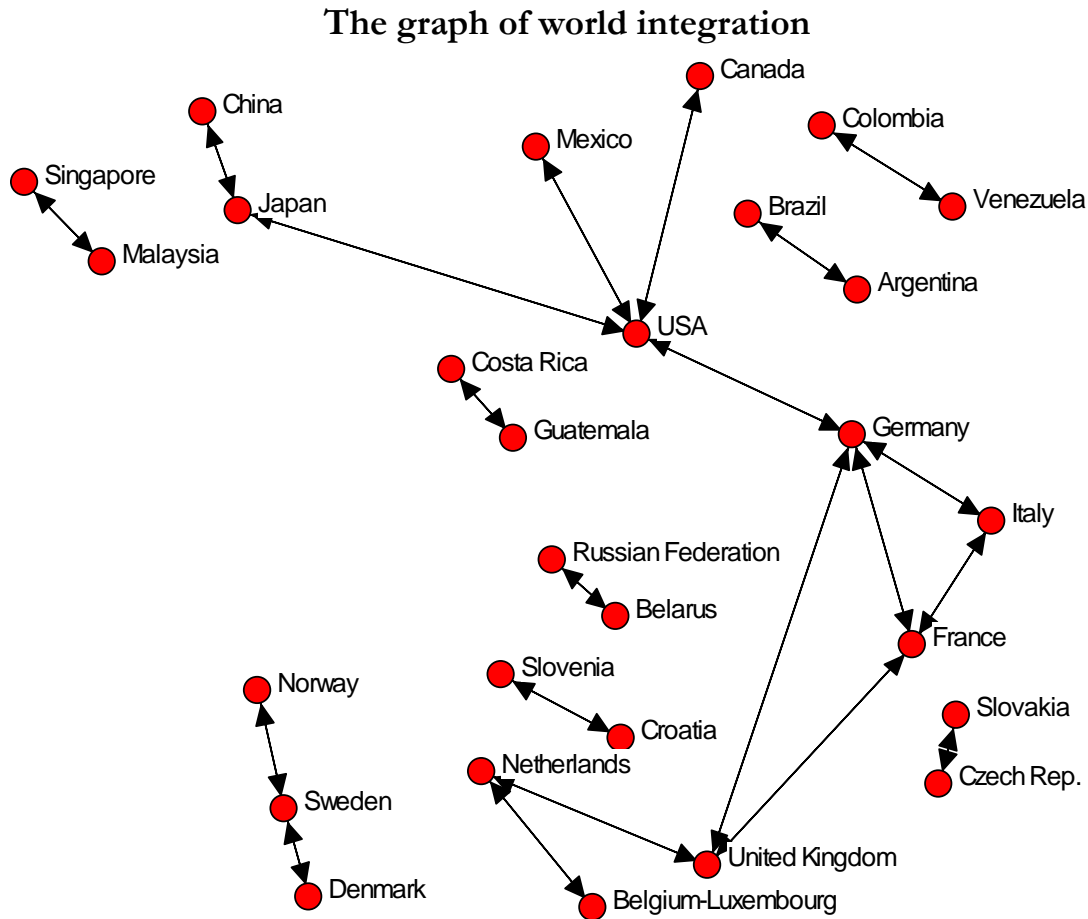 The graph of world integration
Canada
China
Colombia
Mexico
Singapore
Venezuela
Japan
Brazil
Malaysia
Argentina
USA
Costa Rica
Germany
Guatemala
Italy
Russian Federation
Belarus
France
Slovenia
Norway
Slovakia
Croatia
Netherlands
Czech Rep.
Sweden
United Kingdom
Denmark
Belgium-Luxembourg